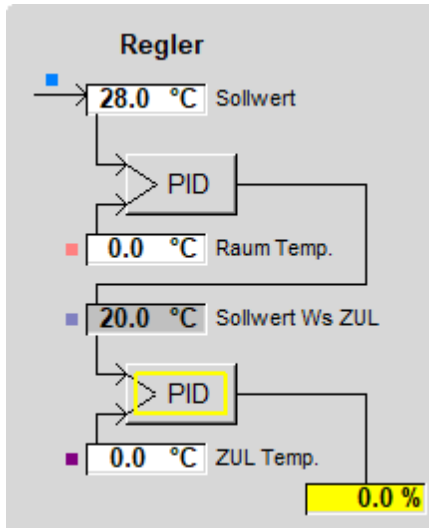 Regler
28.0 °C Sollwert
PID
0.0 °C Raum Temp.
20.0 °C Sollwert Ws ZUL
PID
0.0 °C ZUL Temp.
0.0 %